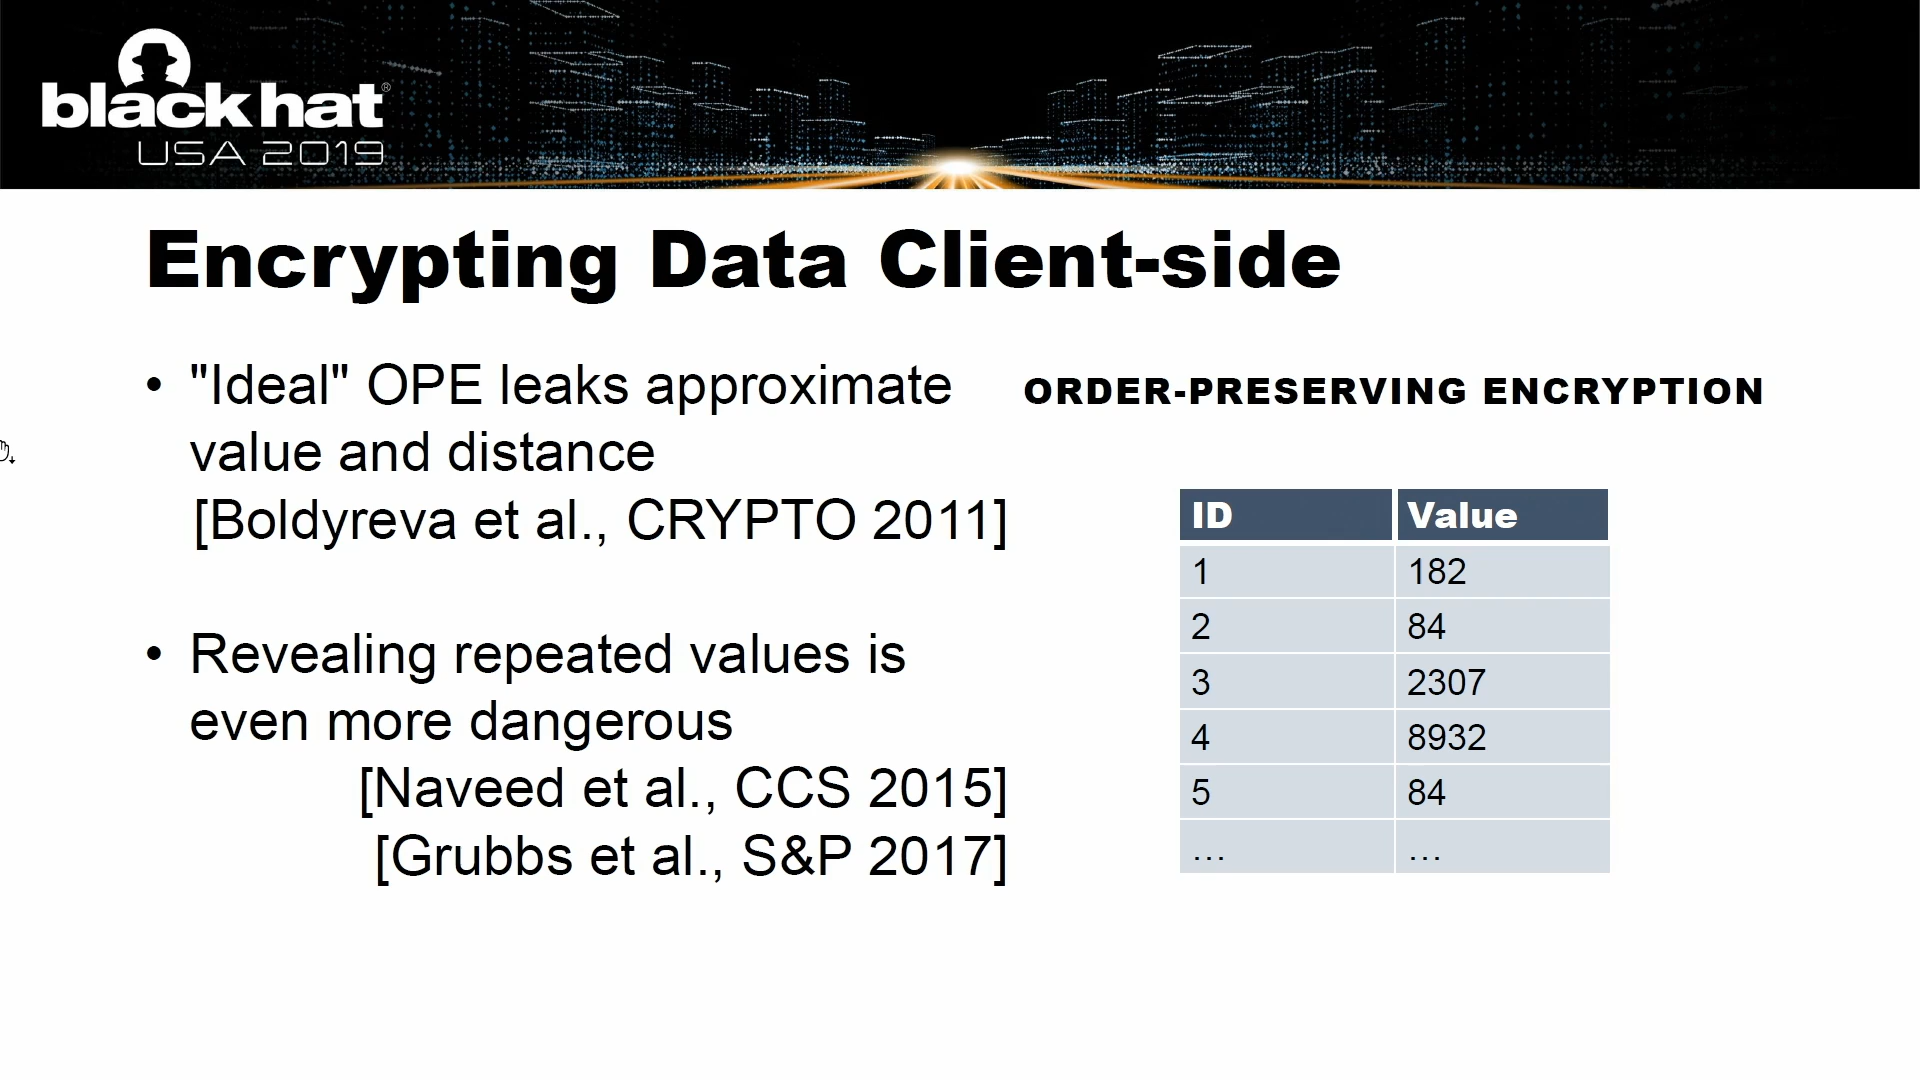 blackhat®
USA 2019
Encrypting Data Client-side
• "Ideal" OPE leaks approximate
value and distance
[Boldyreva et al., CRYPTO 2011]
• Revealing repeated values is
even more dangerous
[Naveed et al., CCS 2015]
[Grubbs et al., S&P 2017]
ORDER-PRESERVING ENCRYPTION
ID Value
1 182
2 84
3 2307
4 8932
5 84
... ...